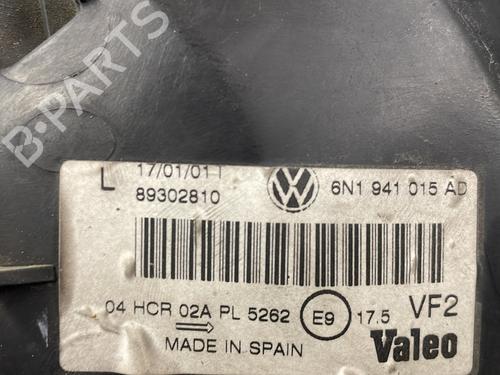 B-PARTS
L 17/01/01 I
89302810
6N1 941 015 AD
04 HCR 02A PL 5262 E9 17.5 VF2
MADE IN SPAIN
Valeo